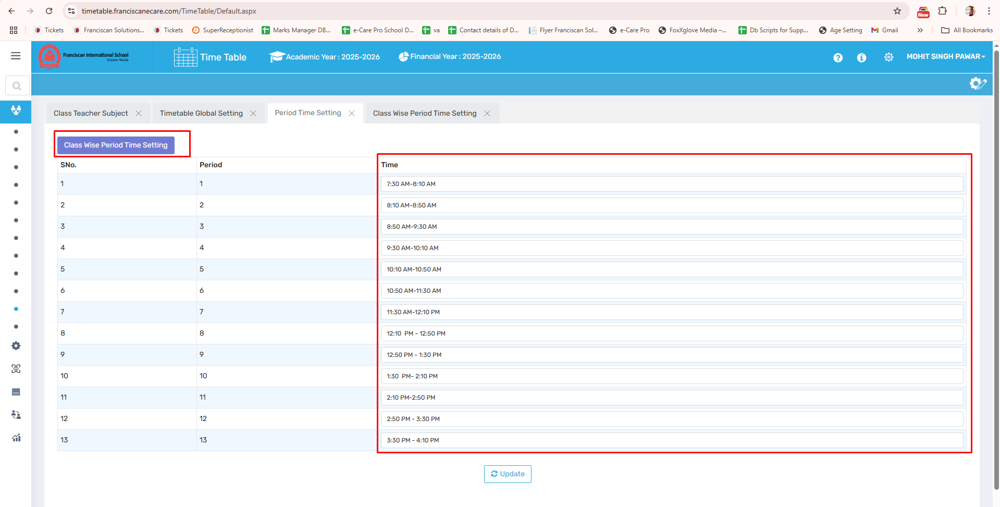 timetable.franciscanecare.com/TimeTable/Default.aspx
New
Tickets
Franciscan Solutions...
Tickets
SuperReceptionist
Marks Manager DB...
e-Care Pro School D...
va
Contact details of D...
Flyer Franciscan Sol...
e-Care Pro
FoxXglove Media –...
Db Scripts for Supp...
Age Setting
Gmail
All Bookmarks
Franciscan International School
Greater Noida
Time Table
Academic Year : 2025-2026
Financial Year : 2025-2026
MOHIT SINGH PAWAR
Class Teacher Subject
Timetable Global Setting
Period Time Setting
Class Wise Period Time Setting
Class Wise Period Time Setting
SNo. Period Time
1 1 7:30 AM-8:10 AM
2 2 8:10 AM-8:50 AM
3 3 8:50 AM-9:30 AM
4 4 9:30 AM-10:10 AM
5 5 10:10 AM-10:50 AM
6 6 10:50 AM-11:30 AM
7 7 11:30 AM-12:10 PM
8 8 12:10  PM - 12:50 PM
9 9 12:50 PM - 1:30 PM
10 10 1:30  PM- 2:10 PM
11 11 2:10 PM-2:50 PM
12 12 2:50 PM - 3:30 PM
13 13 3:30 PM - 4:10 PM
Update